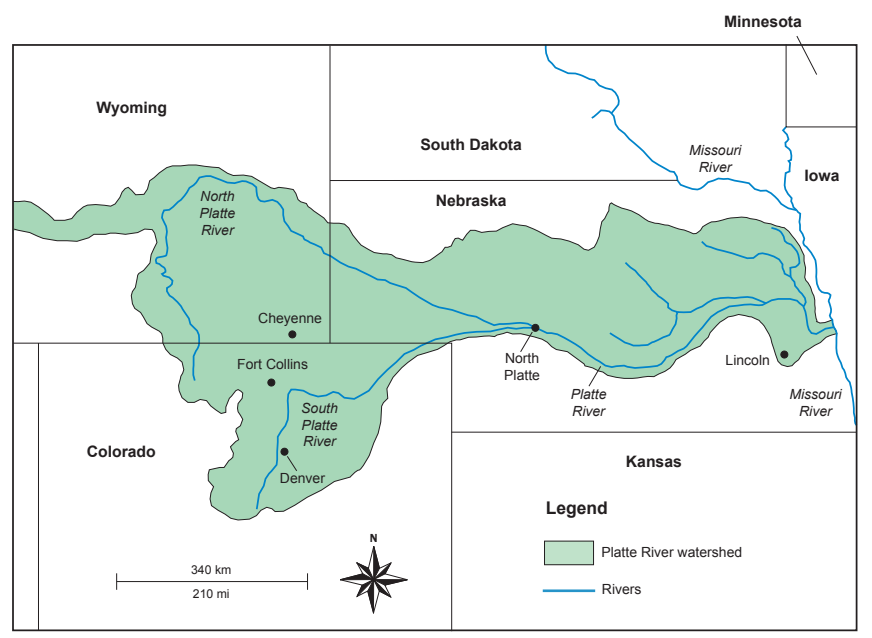 Minnesota
Wyoming
South Dakota
Missouri
River
Iowa
Nebraska
North
Platte
River
Cheyenne
Fort Collins
North
Platte
Lincoln
Platte
River
Missouri
River
South
Platte
River
Colorado
Denver
Kansas
Legend
Platte River watershed
Rivers
N
340 km
210 mi